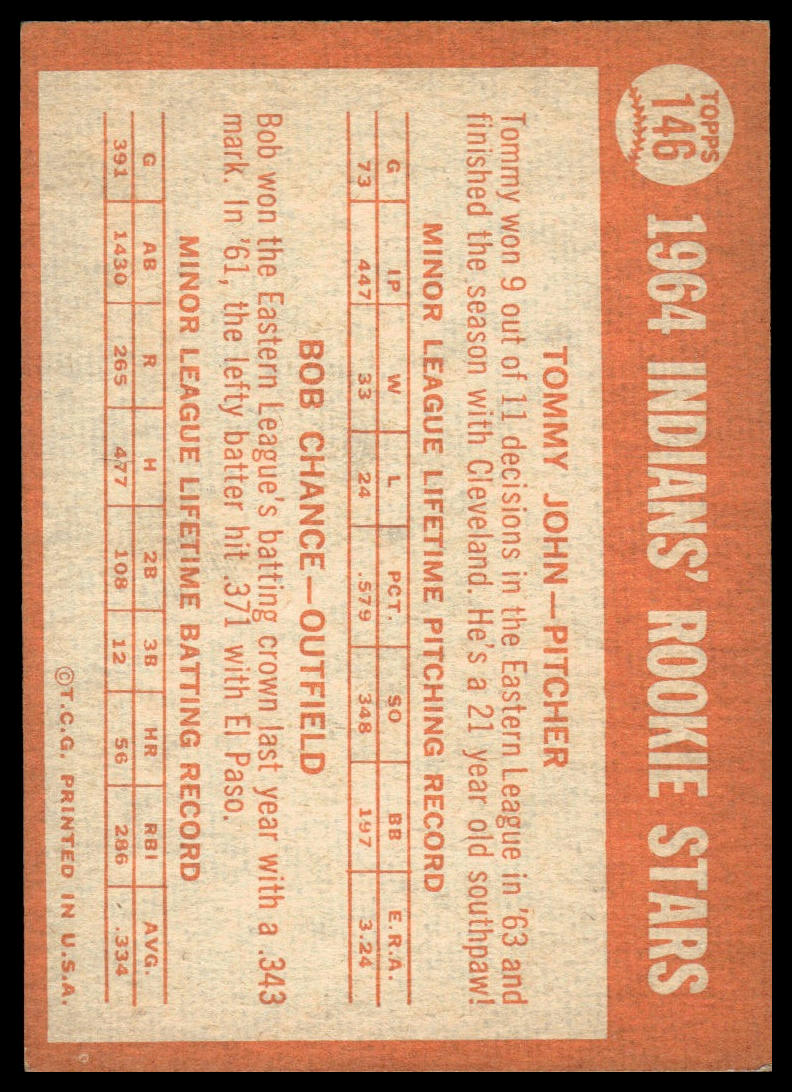 TOPPS
146
1964 INDIANS' ROOKIE STARS
TOMMY JOHN—PITCHER
Tommy won 9 out of 11 decisions in the Eastern League in '63 and
finished the season with Cleveland. He's a 21 year old southpaw!
MINOR LEAGUE LIFETIME PITCHING RECORD
G IP W L PCT. SO BB E.R.A.
73 447 33 24 .579 348 197 3.24
BOB CHANCE—OUTFIELD
Bob won the Eastern League's batting crown last year with a .343
mark. In '61, the lefty batter hit .371 with El Paso.
MINOR LEAGUE LIFETIME BATTING RECORD
G AB R H 2B 3B HR RBI AVG.
391 1430 265 477 108 12 56 286 .334
©T.C.G. PRINTED IN U.S.A.